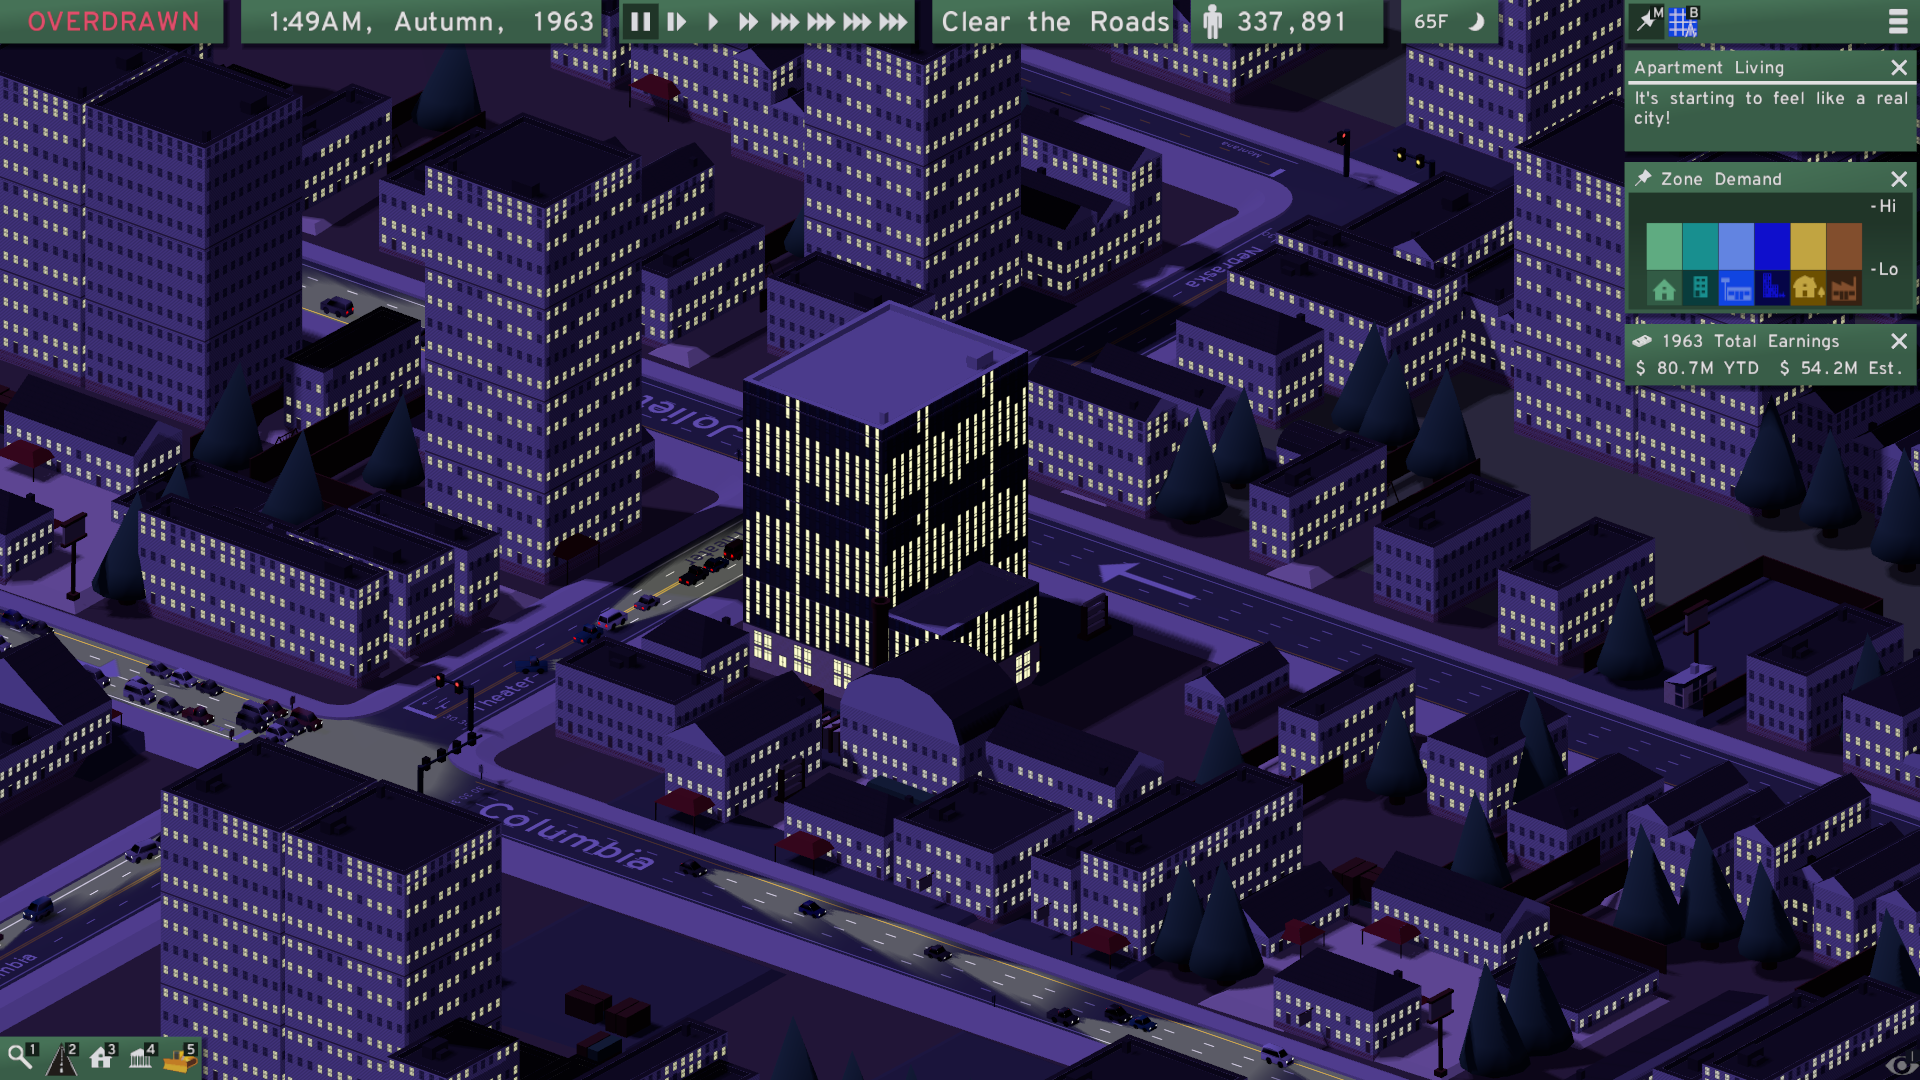 OVERDRAWN
1:49AM, Autumn, 1963
Clear the Roads
337,891
65F
M
B
Apartment Living
It's starting to feel like a real
city!
Zone Demand
-Hi
-Lo
1963 Total Earnings
$ 80.7M YTD $ 54.2M Est.
Nebraska
Joliet
Theater
Columbia
1
2
3
4
5